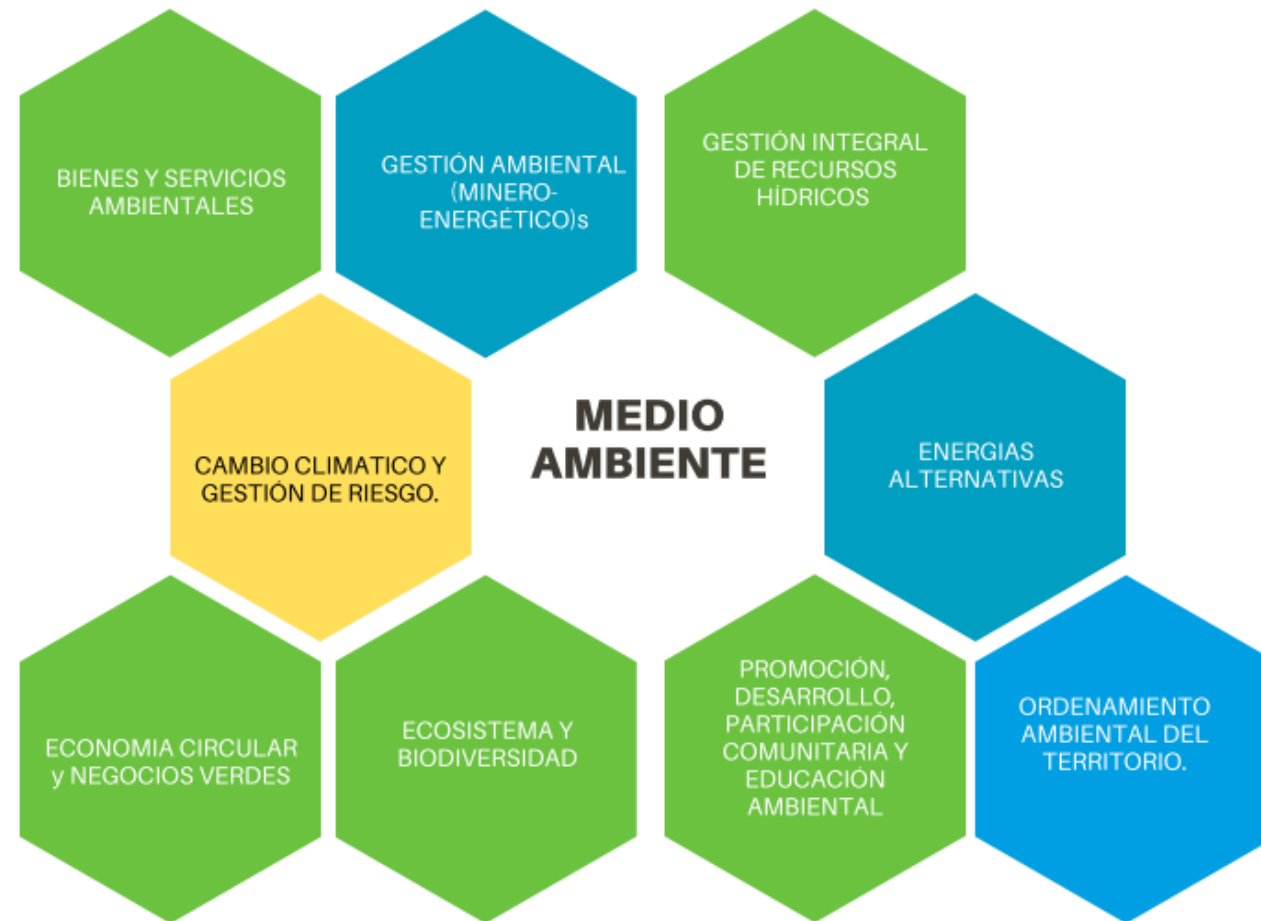 BIENES Y SERVICIOS
AMBIENTALES
GESTIÓN AMBIENTAL
(MINERO-
ENERGÉTICO)s
GESTIÓN INTEGRAL
DE RECURSOS
HÍDRICOS
CAMBIO CLIMATICO Y
GESTIÓN DE RIESGO.
MEDIO
AMBIENTE
ENERGIAS
ALTERNATIVAS
ECONOMIA CIRCULAR
y NEGOCIOS VERDES
ECOSISTEMA Y
BIODIVERSIDAD
PROMOCIÓN,
DESARROLLO,
PARTICIPACIÓN
COMUNITARIA Y
EDUCACIÓN
AMBIENTAL
ORDENAMIENTO
AMBIENTAL DEL
TERRITORIO.